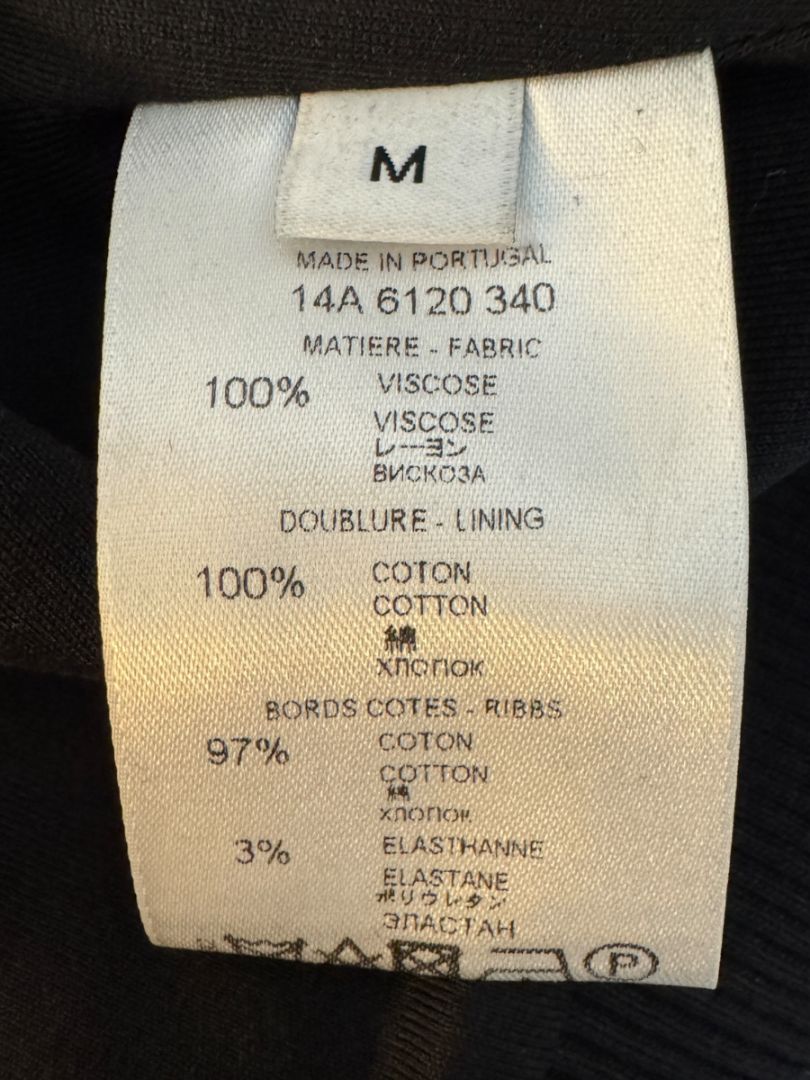 M
MADE IN PORTUGAL
14A 6120 340
MATIERE - FABRIC
100% VISCOSE
VISCOSE
レーヨン
ВИСКОЗА
DOUBLURE - LINING
100% COTON
COTTON
綿
ХЛОПОК
BORDS COTES - RIBBS
97% COTON
COTTON
綿
ХЛОПОК
3% ELASTHANNE
ELASTANE
ポリウレタン
ЭЛАСТАН
P